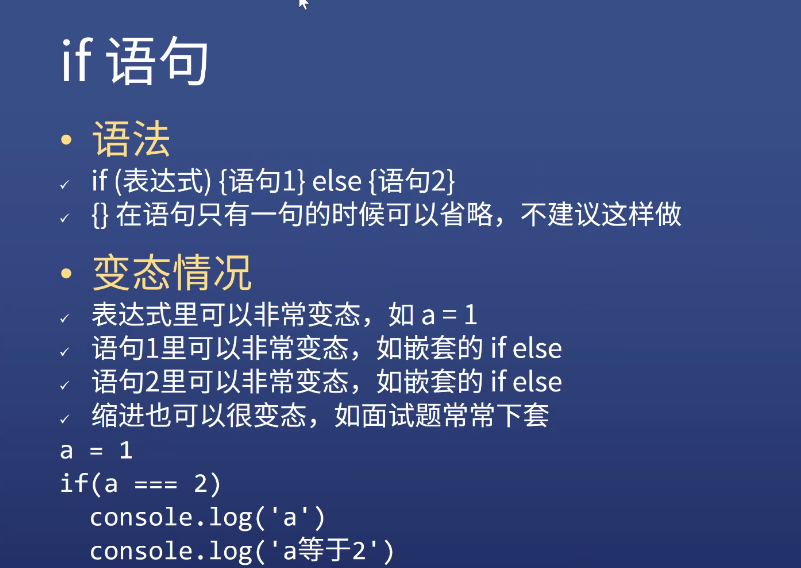 if 语句
• 语法
✓ if (表达式) {语句1} else {语句2}
✓ {} 在语句只有一句的时候可以省略，不建议这样做
• 变态情况
✓ 表达式里可以非常变态，如 a = 1
✓ 语句1里可以非常变态，如嵌套的 if else
✓ 语句2里可以非常变态，如嵌套的 if else
✓ 缩进也可以很变态，如面试题常常下套
a = 1
if(a === 2)
  console.log('a')
  console.log('a等于2')